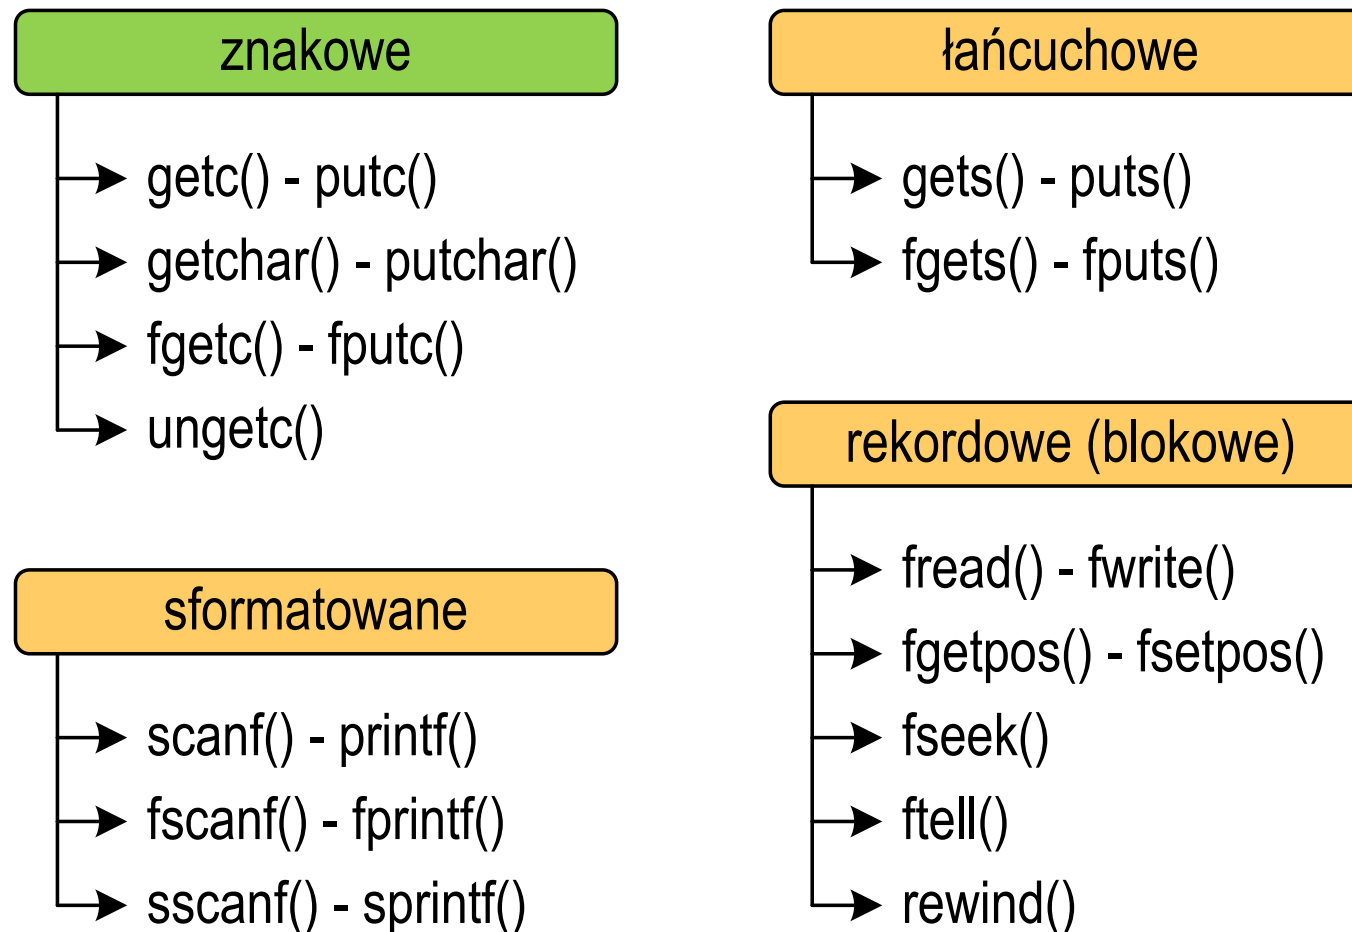 znakowe
getc() - putc()
getchar() - putchar()
fgetc() - fputc()
ungetc()
sformatowane
scanf() - printf()
fscanf() - fprintf()
sscanf() - sprintf()
łańcuchowe
gets() - puts()
fgets() - fputs()
rekordowe (blokowe)
fread() - fwrite()
fgetpos() - fsetpos()
fseek()
ftell()
rewind()